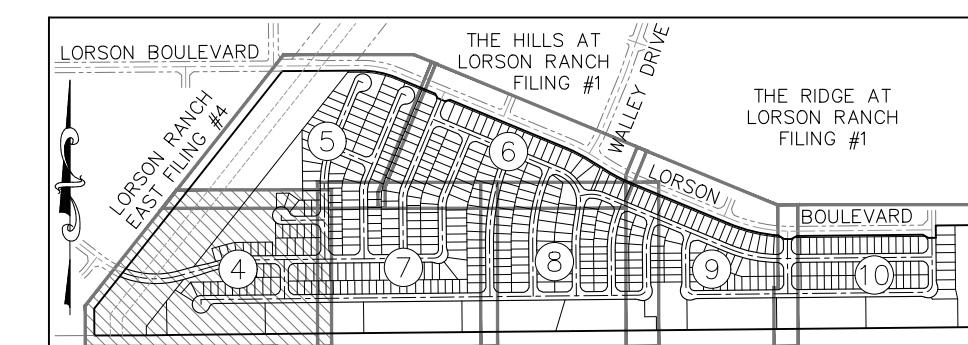 LORSON BOULEVARD
THE HILLS AT
LORSON RANCH
FILING #1
WALLEY DRIVE
THE RIDGE AT
LORSON RANCH
FILING #1
LORSON RANCH
EAST FILING #4
5
6
LORSON
BOULEVARD
4
7
8
9
10